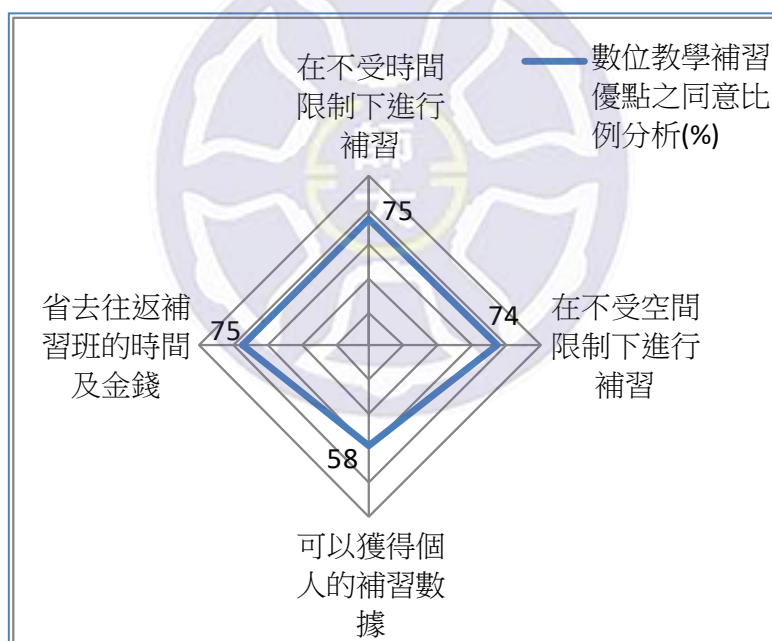 數位教學補習
優點之同意比
例分析(%)
在不受時間
限制下進行
補習
75
在不受空間
限制下進行
補習
74
可以獲得個
人的補習數
據
58
省去往返補
習班的時間
及金錢
75
師
大